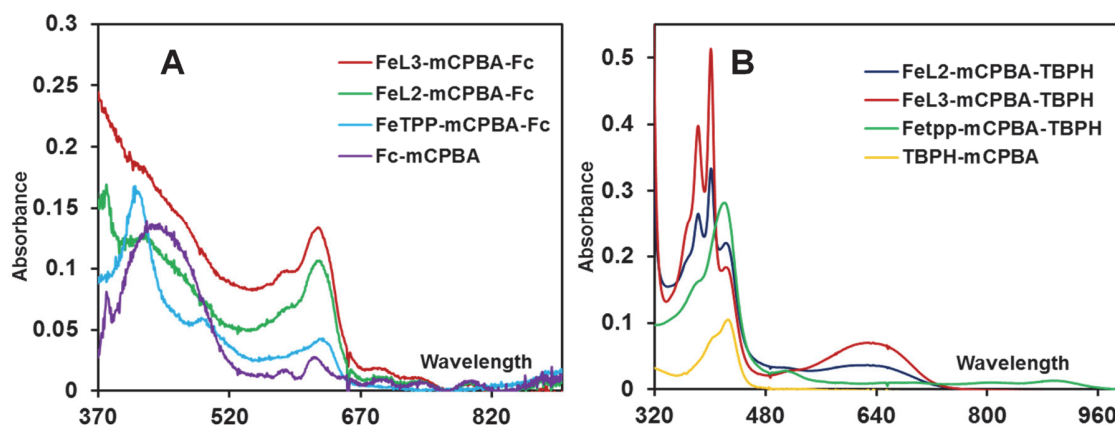 A
FeL3-mCPBA-Fc
FeL2-mCPBA-Fc
FeTPP-mCPBA-Fc
Fc-mCPBA
Absorbance
0.3
0.25
0.2
0.15
0.1
0.05
0
Wavelength
370 520 670 820
B
FeL2-mCPBA-TBPH
FeL3-mCPBA-TBPH
Fetpp-mCPBA-TBPH
TBPH-mCPBA
Absorbance
0.5
0.4
0.3
0.2
0.1
0
Wavelength
320 480 640 800 960